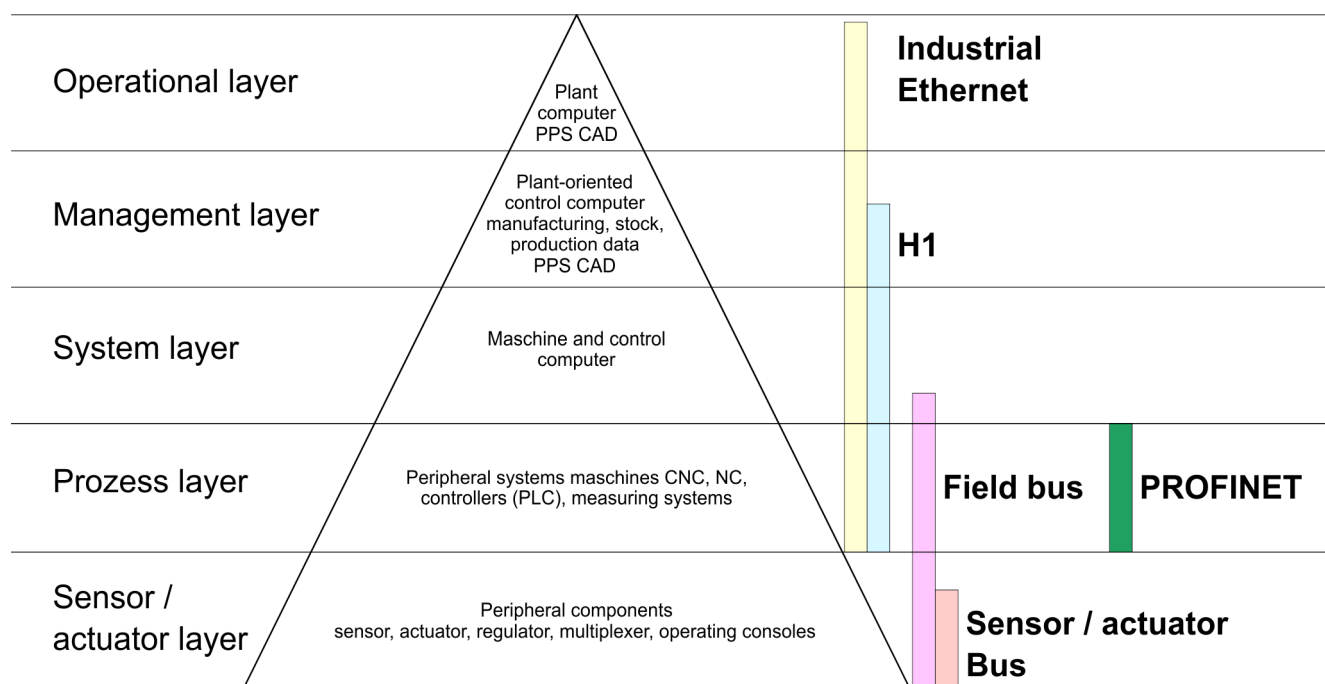 Operational layer
Plant
computer
PPS CAD
Industrial
Ethernet
Management layer
Plant-oriented
control computer
manufacturing, stock,
production data
PPS CAD
H1
System layer
Maschine and control
computer
Prozess layer
Peripheral systems maschines CNC, NC,
controllers (PLC), measuring systems
Field bus
PROFINET
Sensor /
actuator layer
Peripheral components
sensor, actuator, regulator, multiplexer, operating consoles
Sensor / actuator
Bus